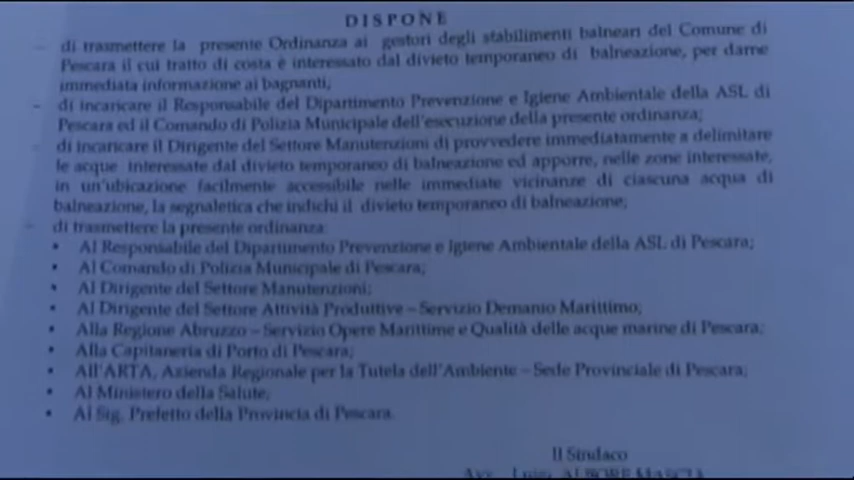 DISPONE
- di trasmettere la presente Ordinanza ai gestori degli stabilimenti balneari del Comune di
Pescara il cui tratto di costa è interessato dal divieto temporaneo di balneazione, per darne
immediata informazione ai bagnanti;
- di incaricare il Responsabile del Dipartimento Prevenzione e Igiene Ambientale della ASL di
Pescara ed il Comando di Polizia Municipale dell'esecuzione della presente ordinanza;
- di incaricare il Dirigente del Settore Manutenzioni di provvedere immediatamente a delimitare
le acque interessate dal divieto temporaneo di balneazione ed apporre, nelle zone interessate,
in un'ubicazione facilmente accessibile nelle immediate vicinanze di ciascuna acqua di
balneazione, la segnaletica che indichi il divieto temporaneo di balneazione;
- di trasmettere la presente ordinanza:
• Al Responsabile del Dipartimento Prevenzione e Igiene Ambientale della ASL di Pescara;
• Al Comando di Polizia Municipale di Pescara;
• Al Dirigente del Settore Manutenzioni;
• Al Dirigente del Settore Attività Produttive – Servizio Demanio Marittimo;
• Alla Regione Abruzzo – Servizio Opere Marittime e Qualità delle acque marine di Pescara;
• Alla Capitaneria di Porto di Pescara;
• All'ARTA, Azienda Regionale per la Tutela dell'Ambiente – Sede Provinciale di Pescara;
• Al Ministero della Salute;
• Al Sig. Prefetto della Provincia di Pescara.
Il Sindaco
Avv. Luigi ALBORE MASCIA